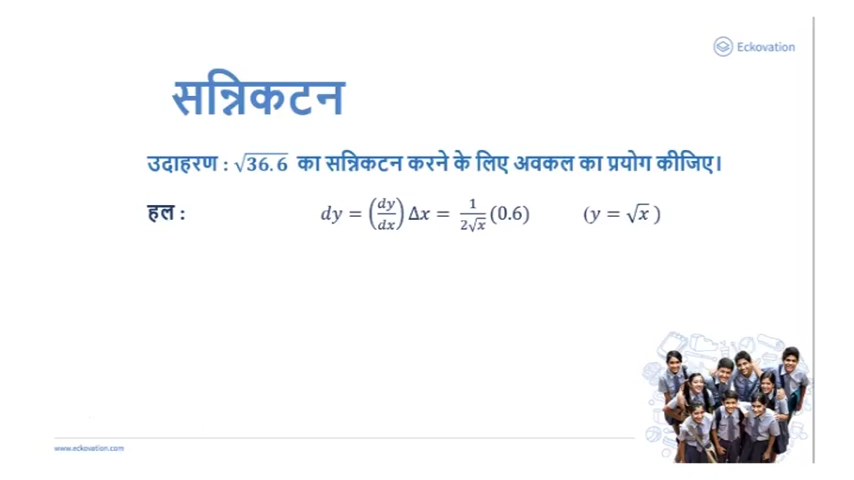 Eckovation
सन्निकटन
उदाहरण : √36.6 का सन्निकटन करने के लिए अवकल का प्रयोग कीजिए।
हल : dy = (dy/dx) Δx = 1/(2√x) (0.6) (y = √x )
www.eckovation.com